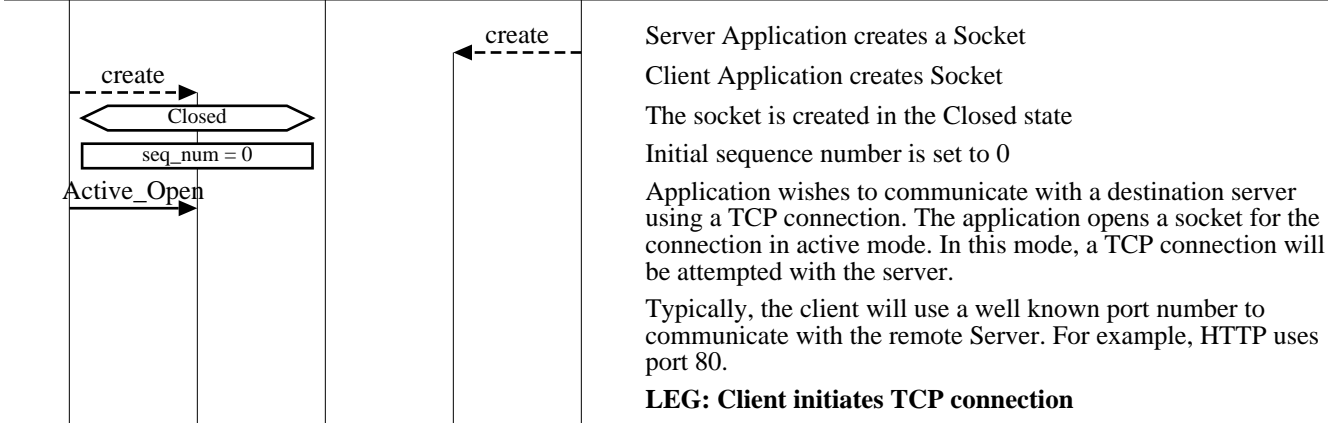 create
Server Application creates a Socket
create
Client Application creates Socket
Closed
The socket is created in the Closed state
seq_num = 0
Initial sequence number is set to 0
Active_Open
Application wishes to communicate with a destination server
using a TCP connection. The application opens a socket for the
connection in active mode. In this mode, a TCP connection will
be attempted with the server.
Typically, the client will use a well known port number to
communicate with the remote Server. For example, HTTP uses
port 80.
LEG: Client initiates TCP connection